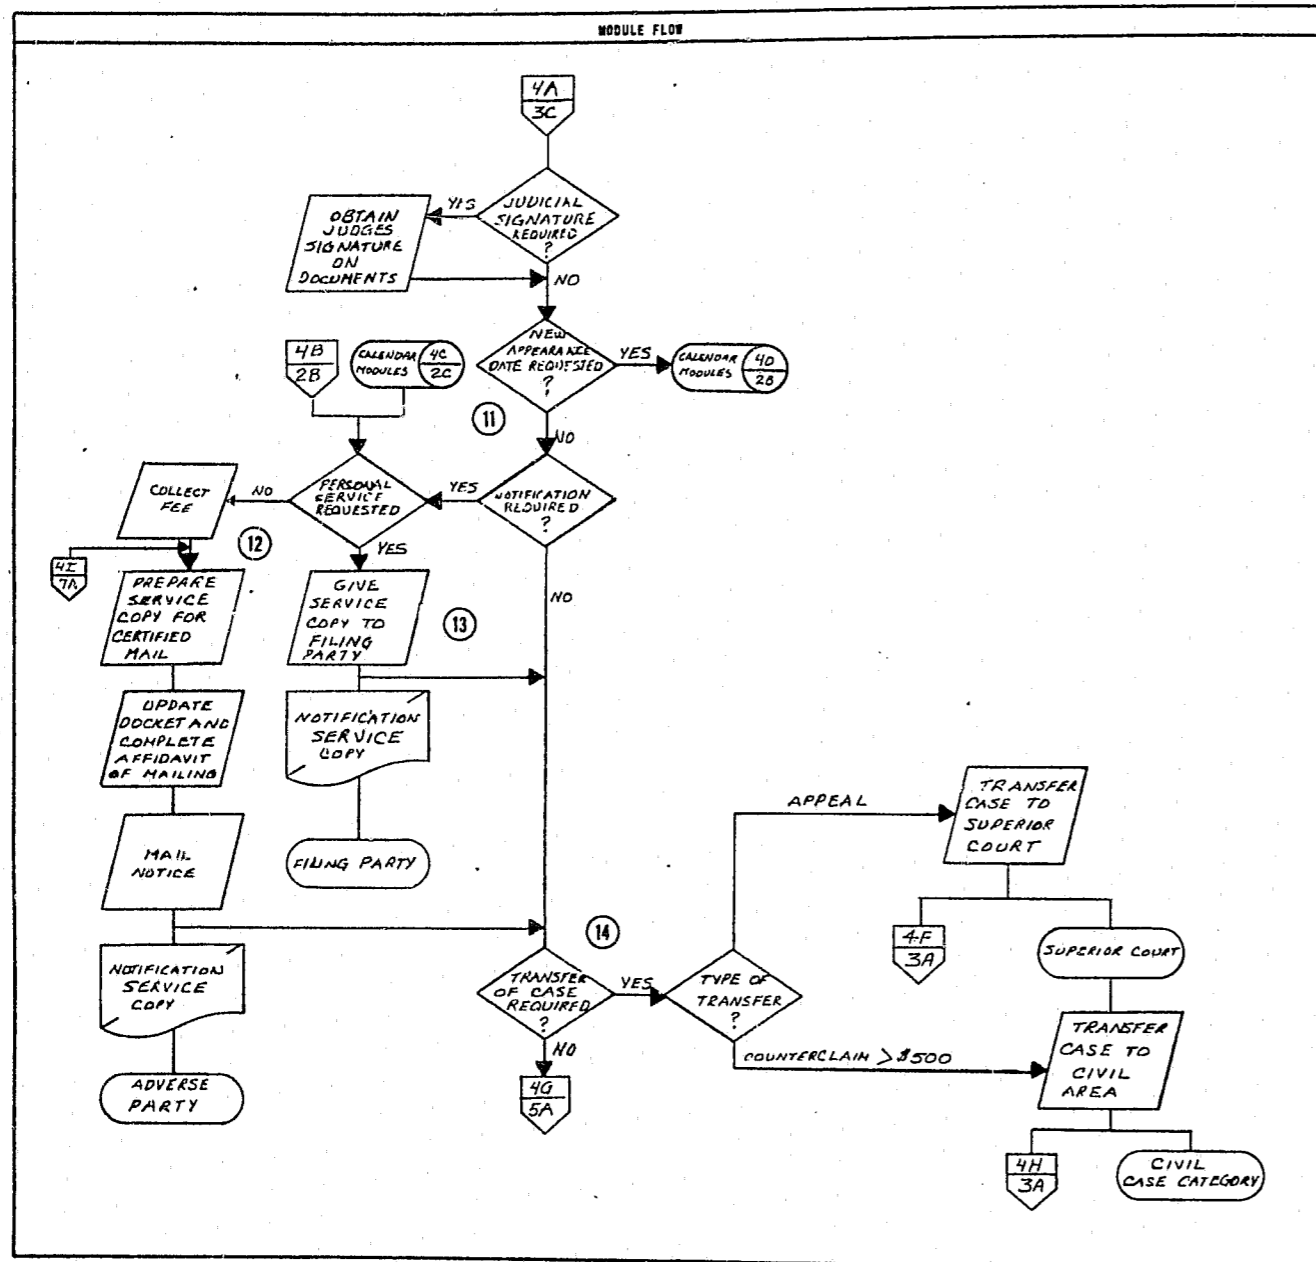 MODULE FLOW
4A
3C
JUDICIAL
SIGNATURE
REQUIRED
?
YES
OBTAIN
JUDGES
SIGNATURE
ON
DOCUMENTS
NO
NEW
APPEARANCE
DATE REQUESTED
?
YES
CALENDAR
MODULES
4D
2B
4B
2B
CALENDAR
MODULES
4C
2C
11
NO
NOTIFICATION
REQUIRED
?
YES
PERSONAL
SERVICE
REQUESTED
NO
COLLECT
FEE
12
YES
4I
7A
PREPARE
SERVICE
COPY FOR
CERTIFIED
MAIL
GIVE
SERVICE
COPY TO
FILING
PARTY
13
NO
UPDATE
DOCKET AND
COMPLETE
AFFIDAVIT
OF MAILING
NOTIFICATION
SERVICE
COPY
MAIL
NOTICE
FILING PARTY
APPEAL
TRANSFER
CASE TO
SUPERIOR
COURT
14
4F
3A
SUPERIOR COURT
NOTIFICATION
SERVICE
COPY
TRANSFER
OF CASE
REQUIRED
?
YES
TYPE OF
TRANSFER
?
NO
COUNTERCLAIM > $500
TRANSFER
CASE TO
CIVIL
AREA
ADVERSE
PARTY
4G
5A
4H
3A
CIVIL
CASE CATEGORY